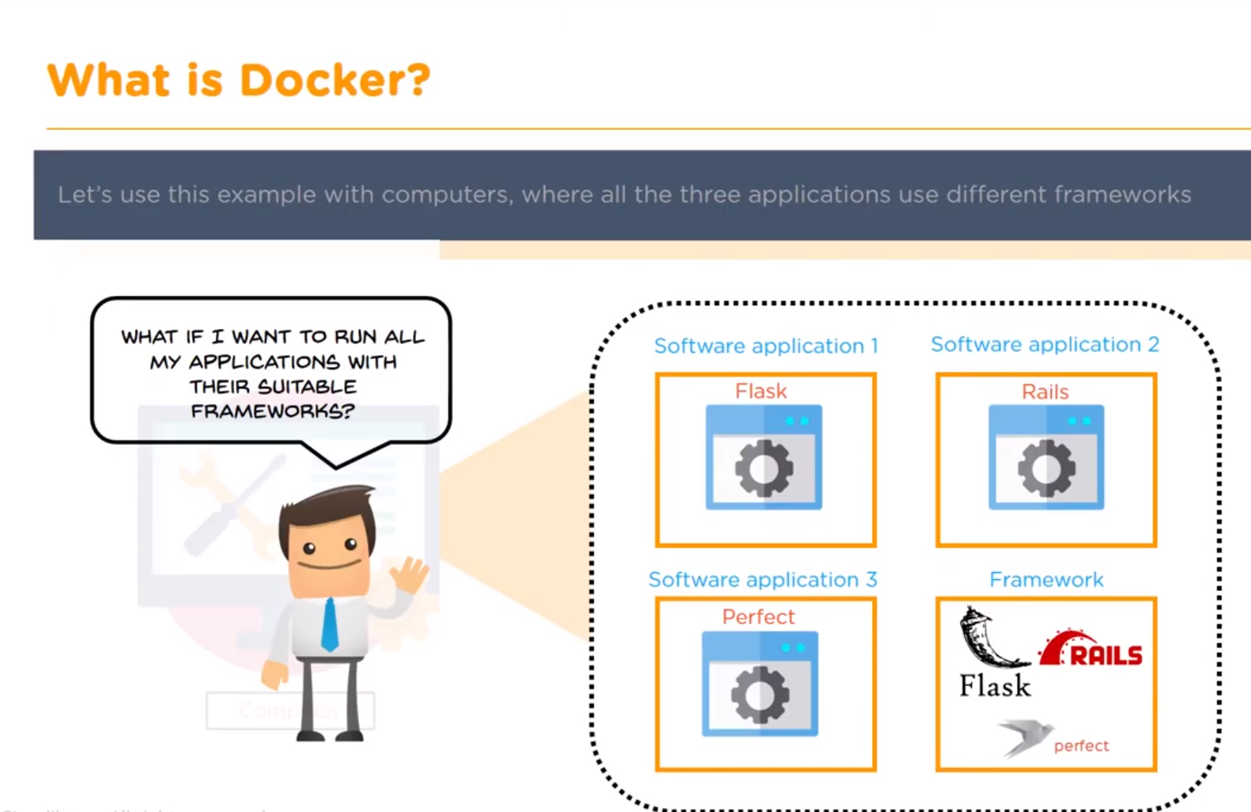 What is Docker?
Let's use this example with computers, where all the three applications use different frameworks
WHAT IF I WANT TO RUN ALL
MY APPLICATIONS WITH
THEIR SUITABLE
FRAMEWORKS?
Software application 1
Flask
Software application 2
Rails
Software application 3
Perfect
Framework
Flask
RAILS
perfect